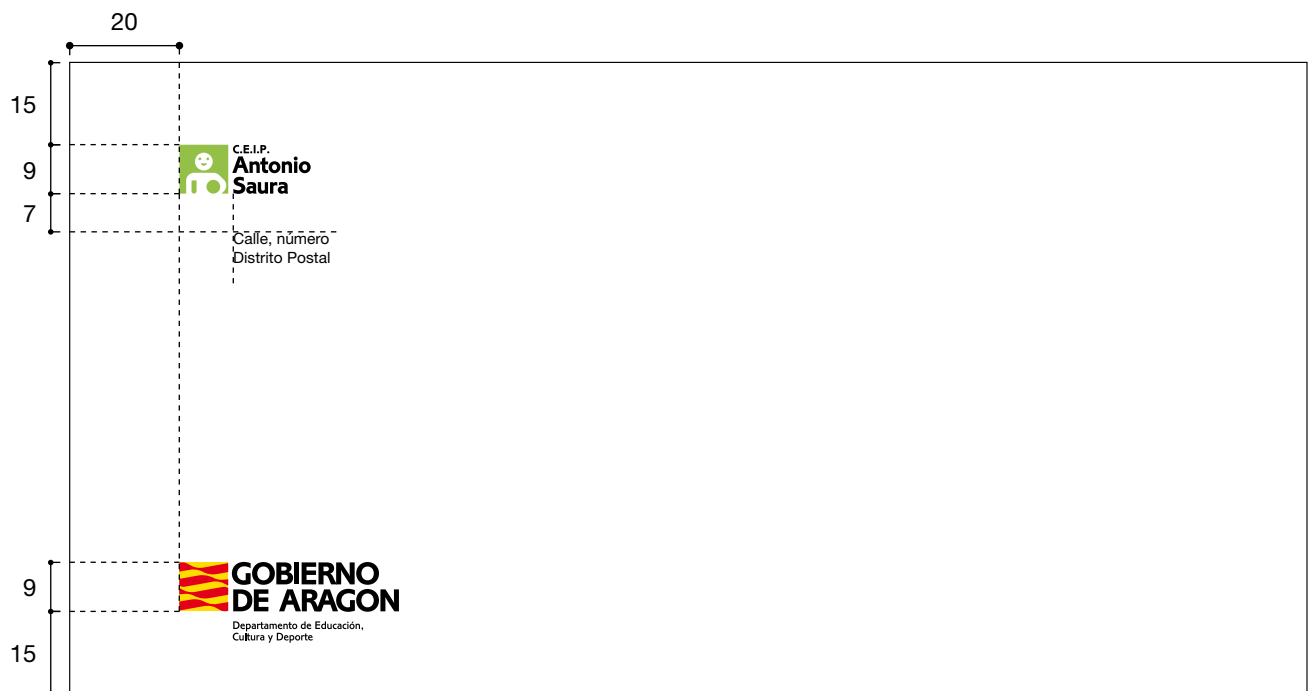 20
15
9
7
C.E.I.P.
Antonio
Saura
Calle, número
Distrito Postal
9
15
GOBIERNO
DE ARAGON
Departamento de Educación,
Cultura y Deporte